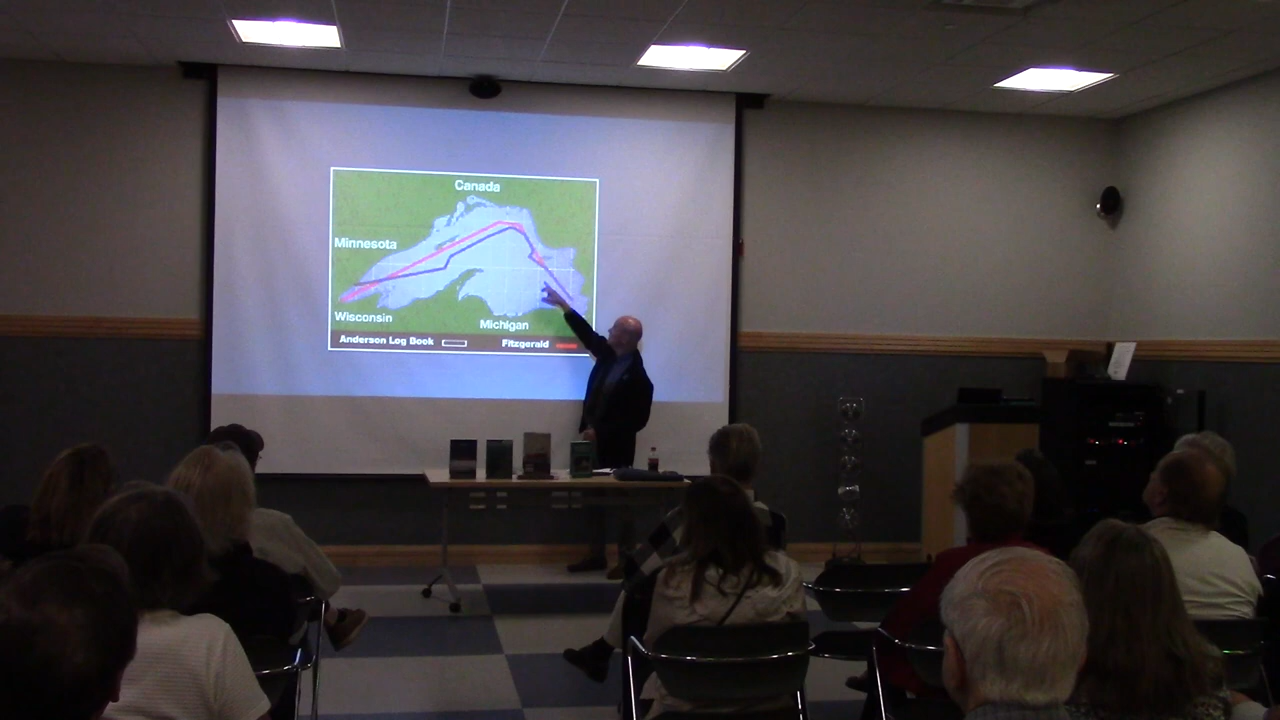 Canada
Minnesota
Wisconsin
Michigan
Anderson Log Book
Fitzgerald